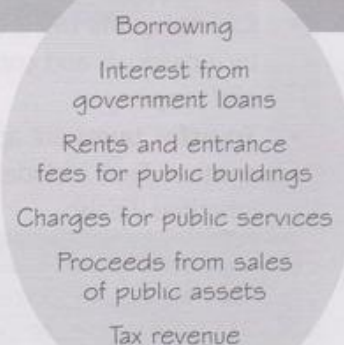 Borrowing
Interest from
government loans
Rents and entrance
fees for public buildings
Charges for public services
Proceeds from sales
of public assets
Tax revenue